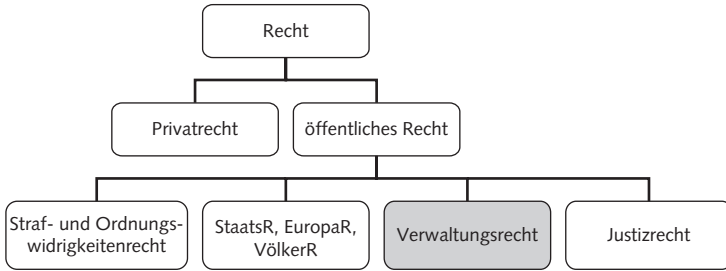 Recht
Privatrecht
öffentliches Recht
Straf- und Ordnungs-
widrigkeitenrecht
StaatsR, EuropaR,
VölkerR
Verwaltungsrecht
Justizrecht